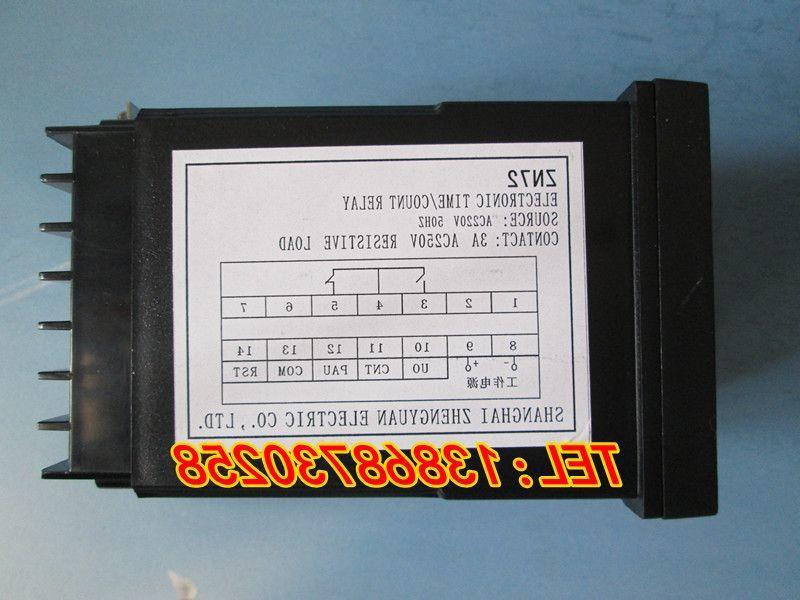 ZN72
ELECTRONIC TIME/COUNT RELAY
SOURCE: AC220V 50HZ
CONTACT: 3A AC250V RESISTIVE LOAD
1 2 3 4 5 6 7
8 9 10 11 12 13 14
- + UO CNT PAU COM RST
工作电源
SHANGHAI ZHENGYUAN ELECTRIC CO.,LTD.
TEL: 13868730258